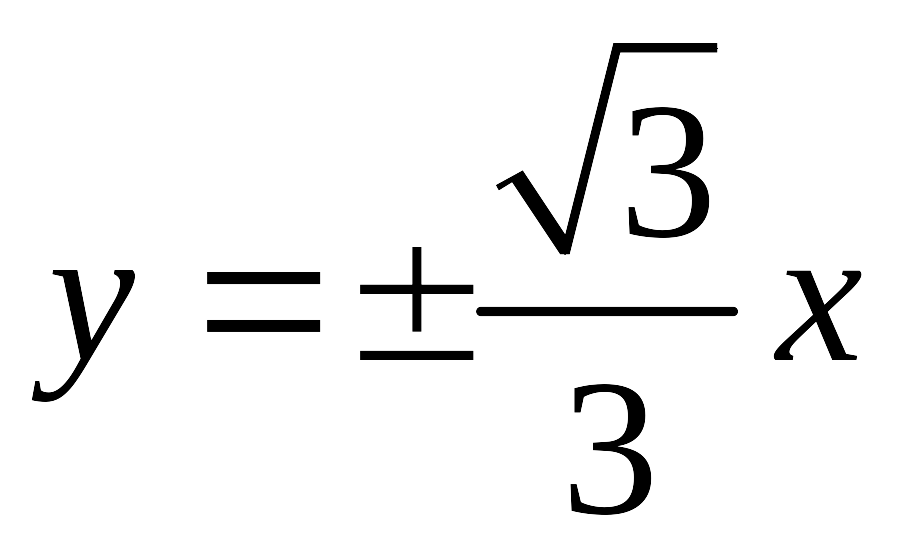 y = ±√3/3 x